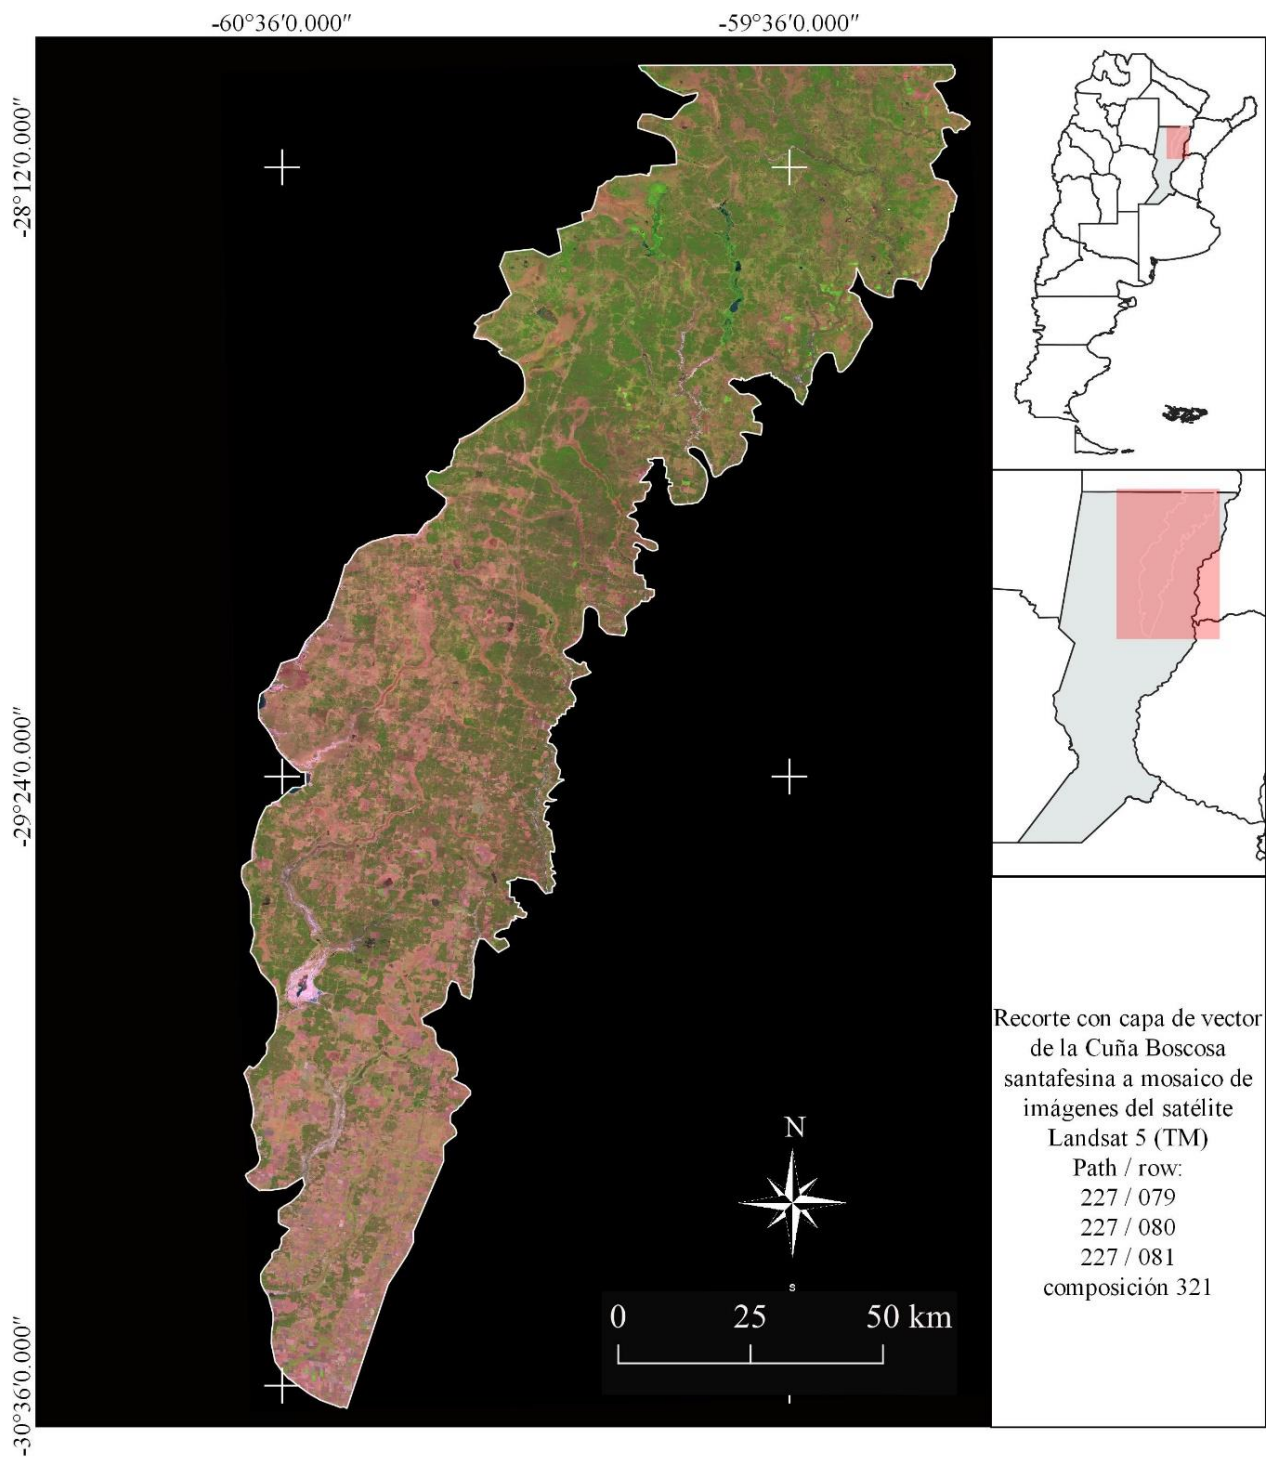 -60°36'0.000"
-59°36'0.000"
-28°12'0.000"
-29°24'0.000"
-30°36'0.000"
N
s
0 25 50 km
Recorte con capa de vector
de la Cuña Boscosa
santafesina a mosaico de
imágenes del satélite
Landsat 5 (TM)
Path / row:
227 / 079
227 / 080
227 / 081
composición 321